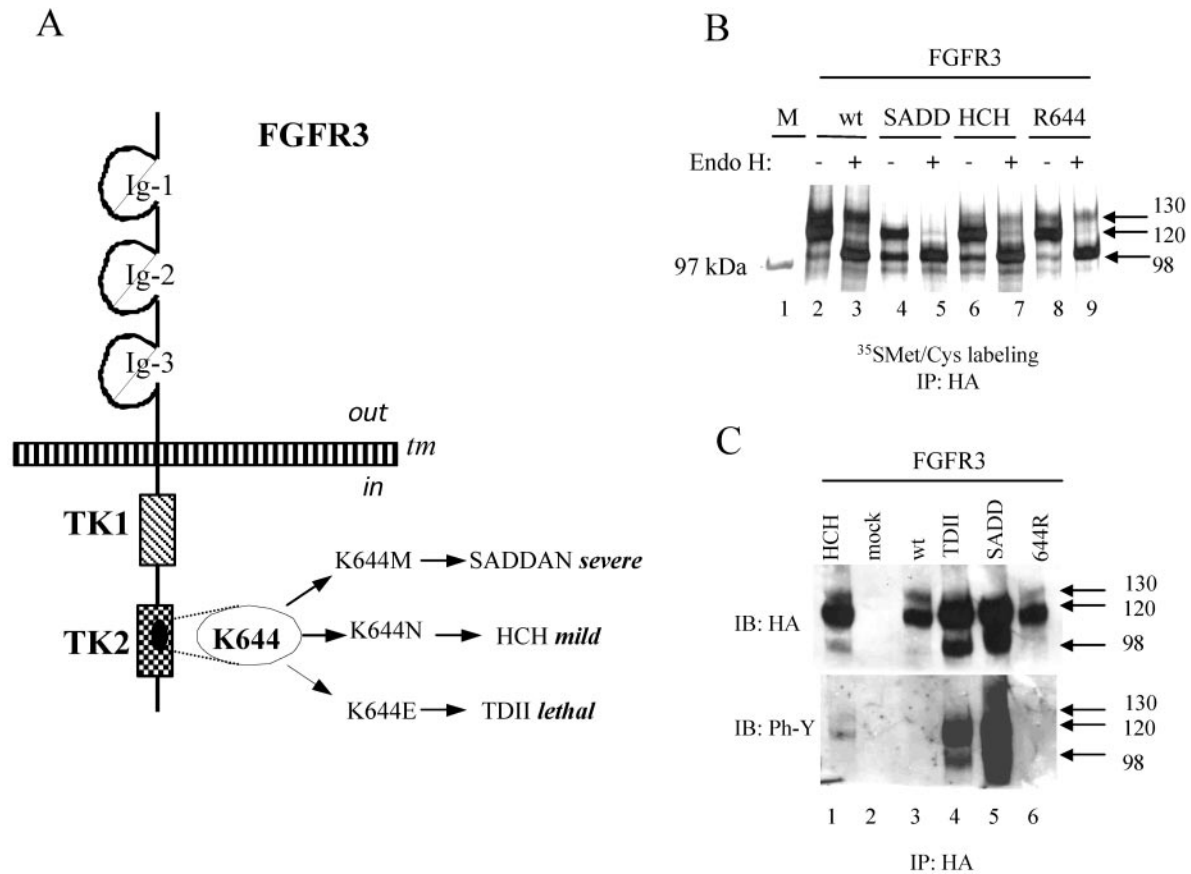 A
FGFR3
Ig-1
Ig-2
Ig-3
out
tm
in
TK1
TK2
K644
K644M
SADDAN severe
K644N
HCH mild
K644E
TDII lethal
B
FGFR3
M wt SADD HCH R644
Endo H: - + - + - + - +
130
120
98
97 kDa
1 2 3 4 5 6 7 8 9
³⁵SMet/Cys labeling
IP: HA
C
FGFR3
HCH mock wt TDII SADD 644R
IB: HA
130
120
98
IB: Ph-Y
130
120
98
1 2 3 4 5 6
IP: HA